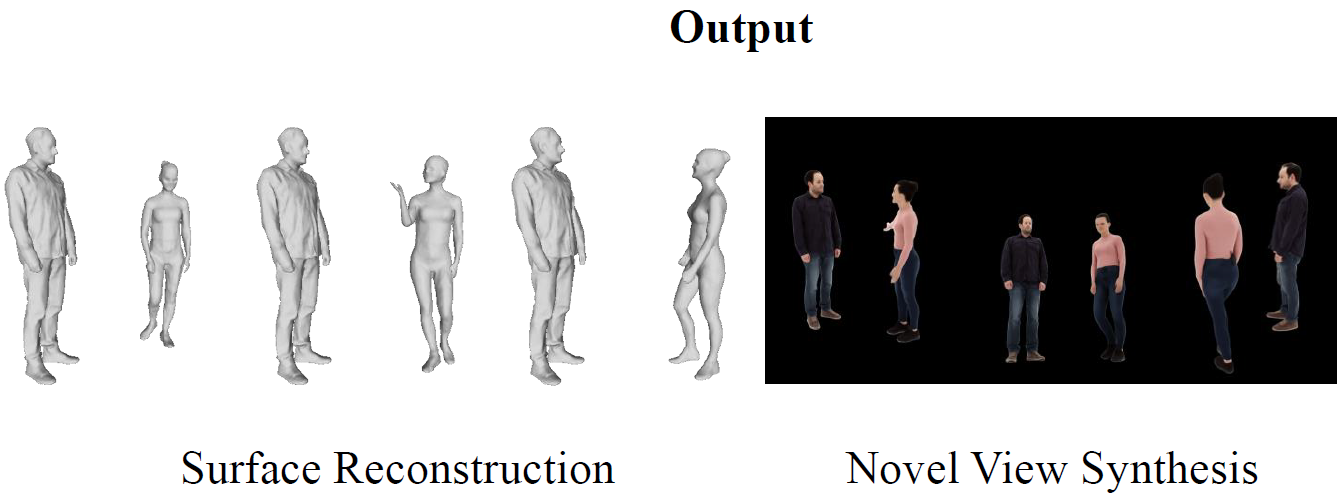 Output
Surface Reconstruction
Novel View Synthesis